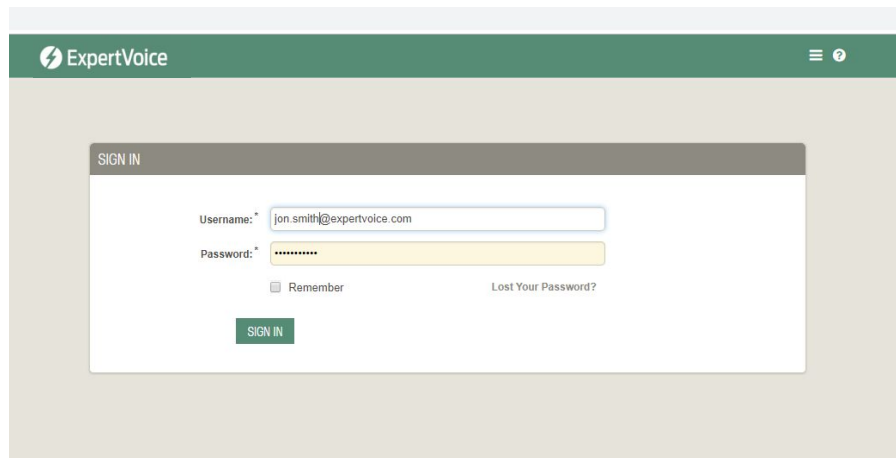 ExpertVoice
SIGN IN
Username:* jon.smith@expertvoice.com
Password:* •••••••••••
Remember Lost Your Password?
SIGN IN